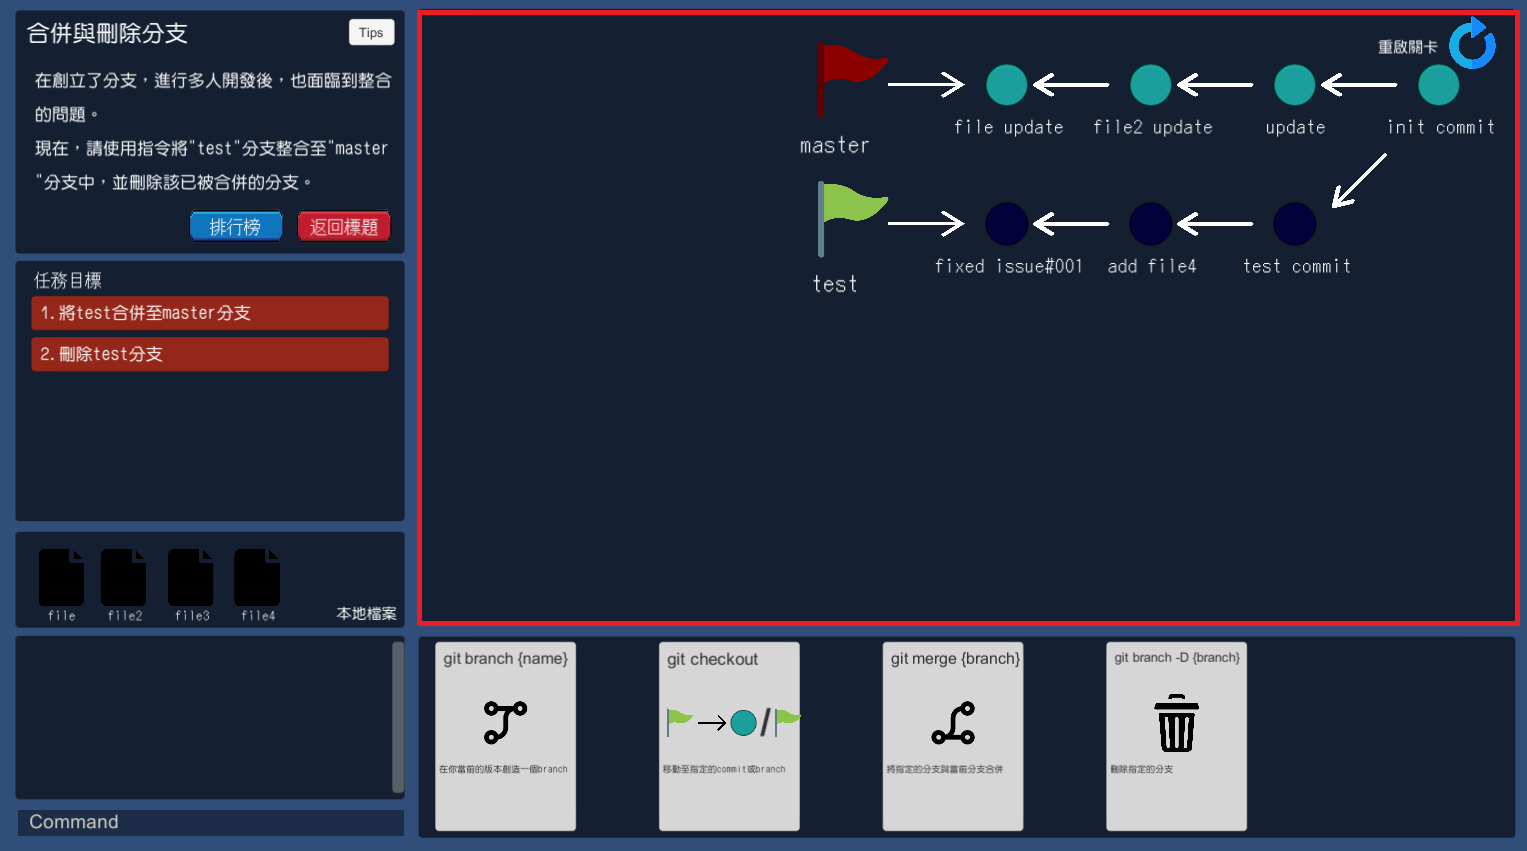 合併與刪除分支
Tips
在創立了分支，進行多人開發後，也面臨到整合
的問題。
現在，請使用指令將"test"分支整合至"master
"分支中，並刪除該已被合併的分支。
排行榜
返回標題
任務目標
1.將test合併至master分支
2.刪除test分支
file
file2
file3
file4
本地檔案
Command
重啟關卡
master
file update
file2 update
update
init commit
test
fixed issue#001
add file4
test commit
git branch {name}
在你當前的版本創造一個branch
git checkout
移動至指定的commit或branch
git merge {branch}
將指定的分支與當前分支合併
git branch -D {branch}
刪除指定的分支